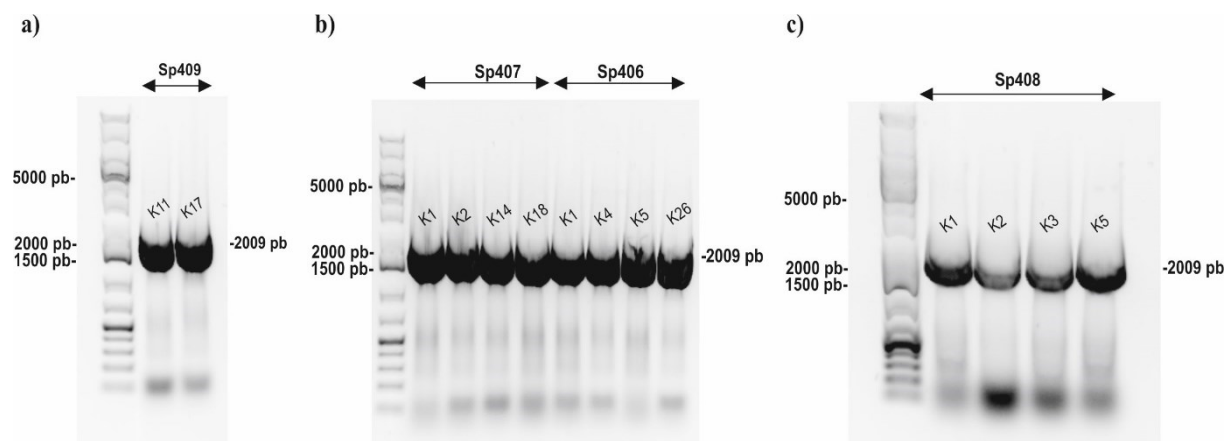 a)
Sp409
5000 pb-
K11 K17
2000 pb-
-2009 pb
1500 pb-
b)
Sp407 Sp406
5000 pb-
K1 K2 K14 K18 K1 K4 K5 K26
2000 pb-
-2009 pb
1500 pb-
c)
Sp408
5000 pb-
K1 K2 K3 K5
2000 pb-
-2009 pb
1500 pb-